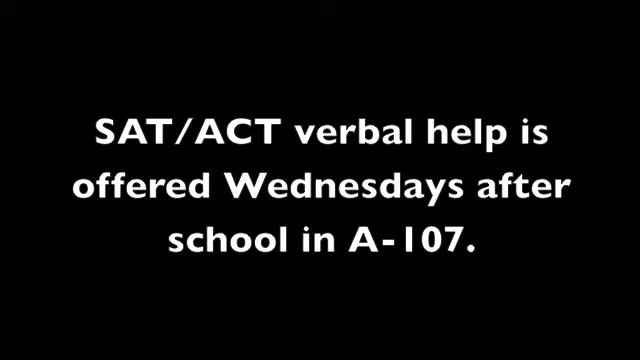 SAT/ACT verbal help is
offered Wednesdays after
school in A-107.